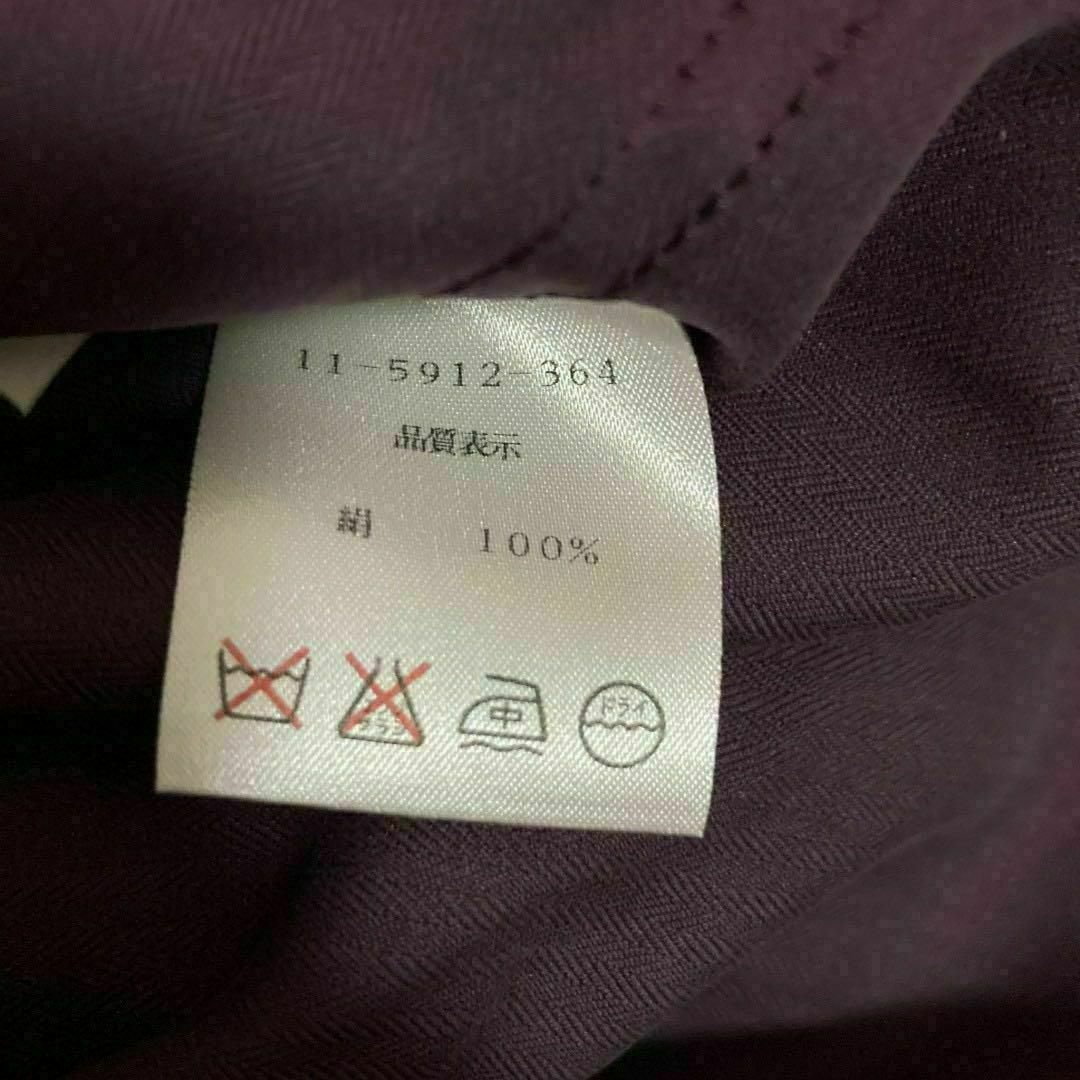 11-5912-364
品質表示
絹 100%
中 ドライ